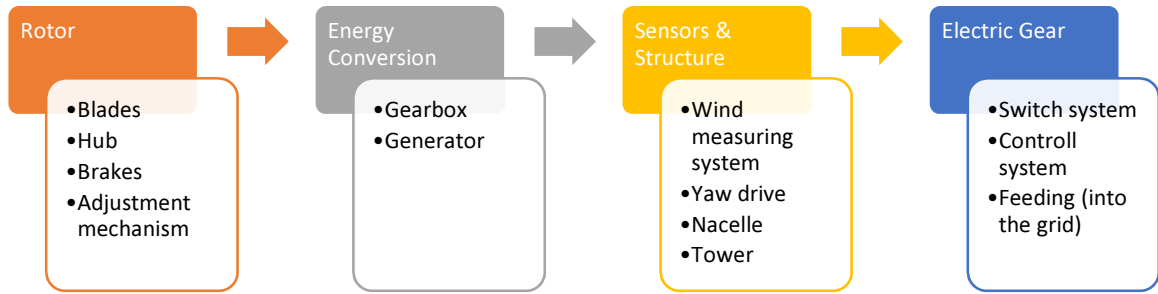 Rotor
•Blades
•Hub
•Brakes
•Adjustment
mechanism
Energy
Conversion
•Gearbox
•Generator
Sensors &
Structure
•Wind
measuring
system
•Yaw drive
•Nacelle
•Tower
Electric Gear
•Switch system
•Controll
system
•Feeding (into
the grid)